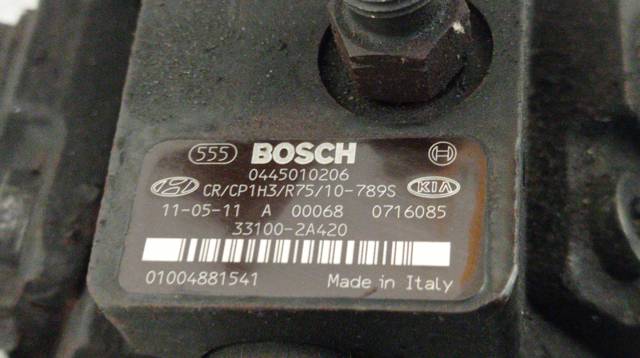 555 BOSCH
0445010206
CR/CP1H3/R75/10-789S KIA
11-05-11 A 00068 0716085
33100-2A420
01004881541 Made in Italy